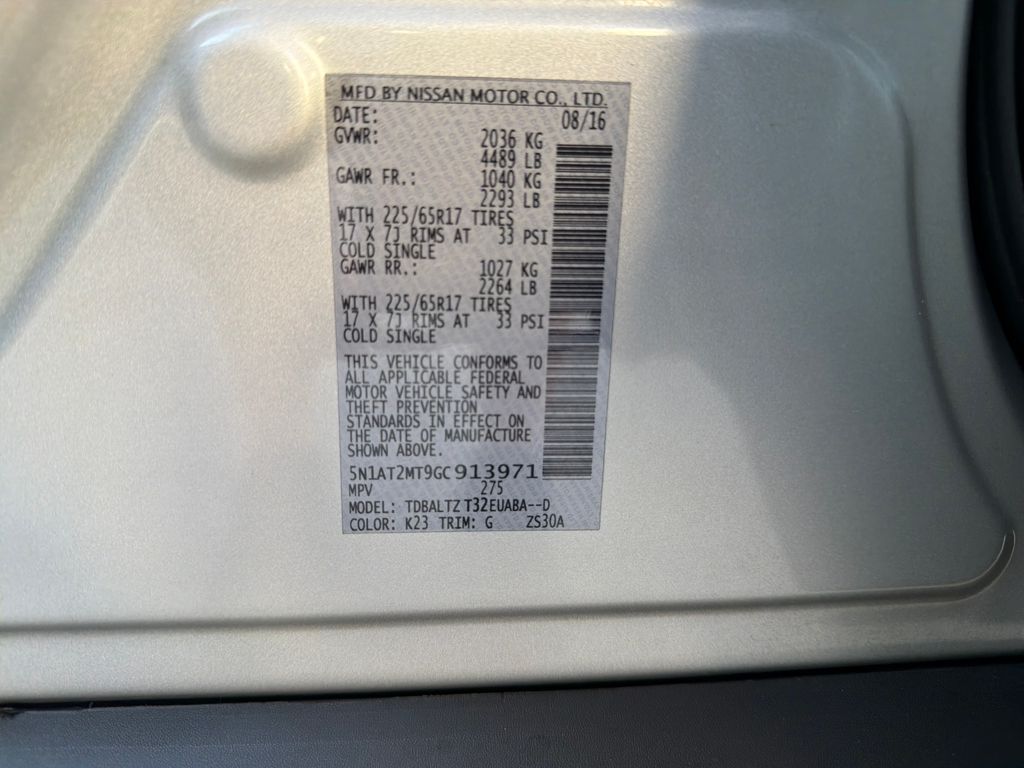 MFD BY NISSAN MOTOR CO., LTD.
DATE: 08/16
GVWR: 2036 KG
4489 LB
GAWR FR.: 1040 KG
2293 LB
WITH 225/65R17 TIRES
17 X 7J RIMS AT 33 PSI
COLD SINGLE
GAWR RR.: 1027 KG
2264 LB
WITH 225/65R17 TIRES
17 X 7J RIMS AT 33 PSI
COLD SINGLE
THIS VEHICLE CONFORMS TO
ALL APPLICABLE FEDERAL
MOTOR VEHICLE SAFETY AND
THEFT PREVENTION
STANDARDS IN EFFECT ON
THE DATE OF MANUFACTURE
SHOWN ABOVE.
5N1AT2MT9GC913971
MPV 275
MODEL: TDBALTZ T32EUABA--D
COLOR: K23 TRIM: G ZS30A